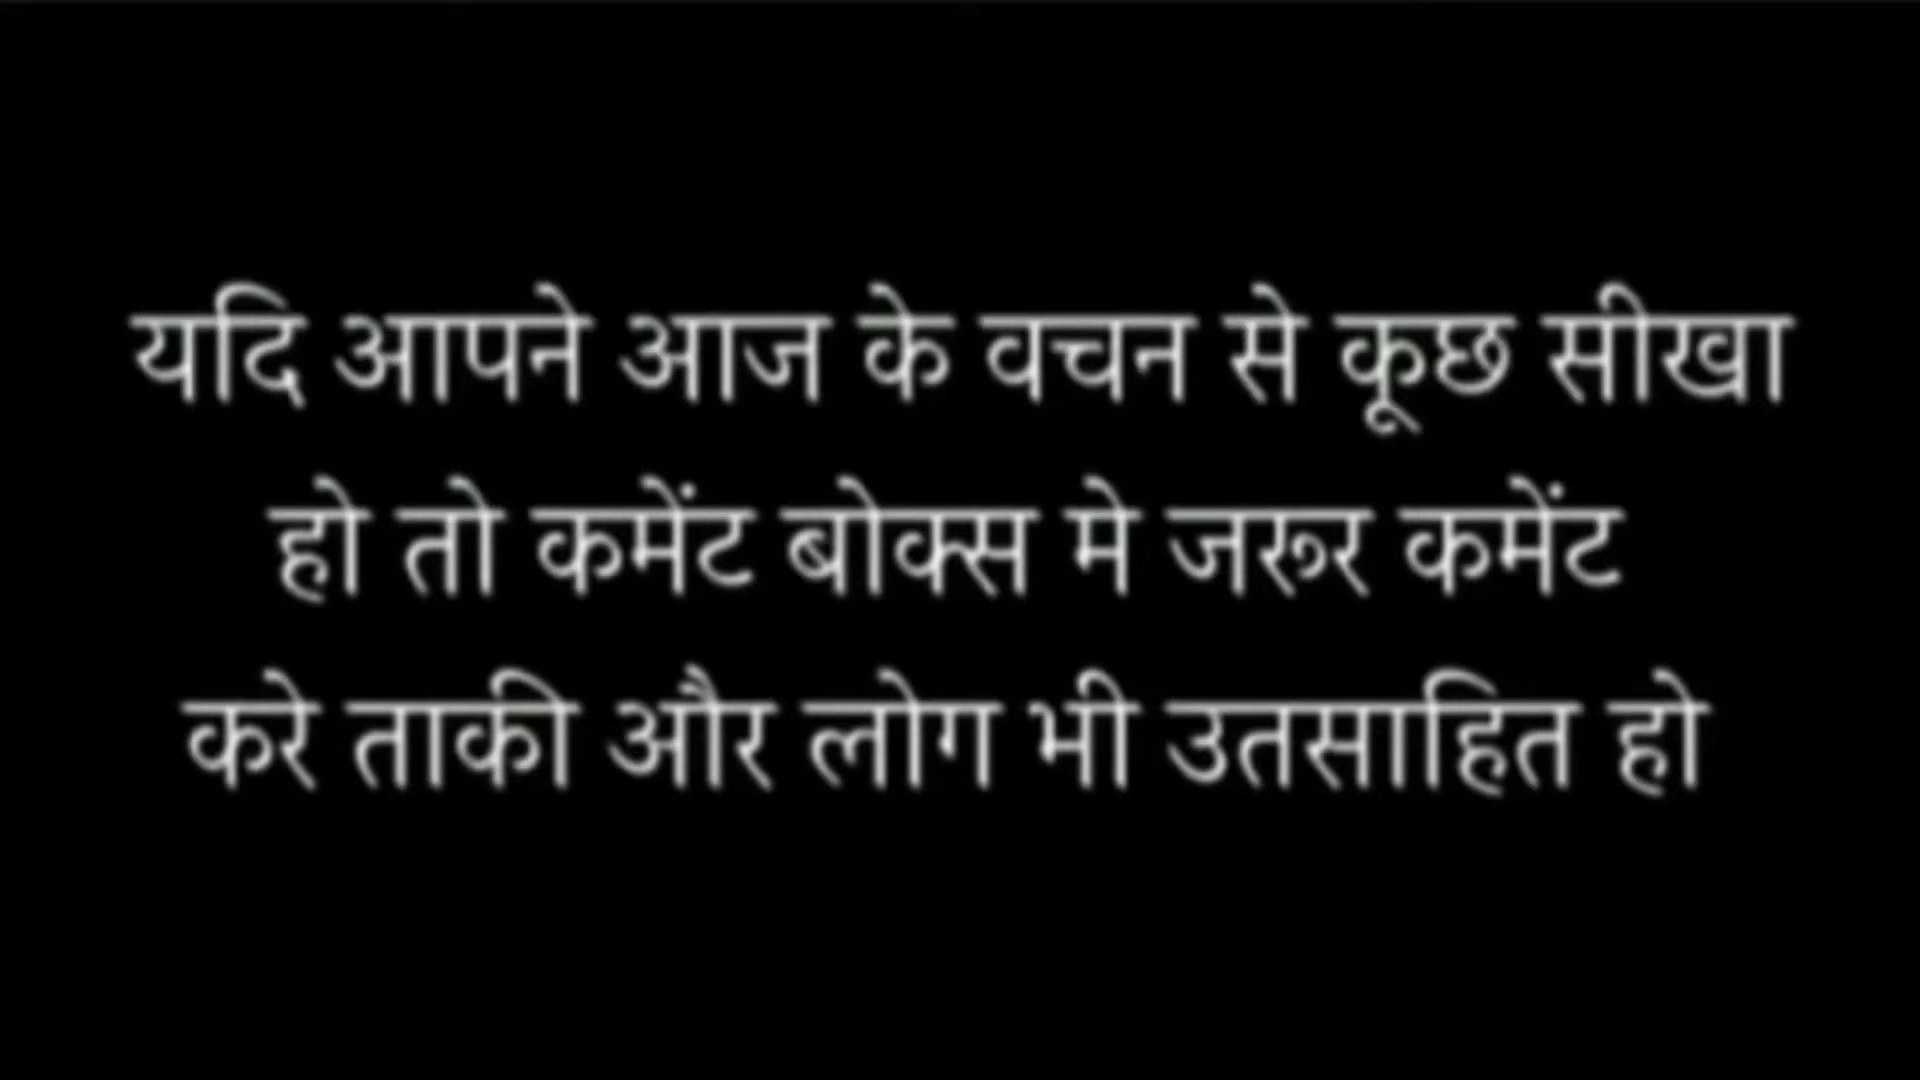 यदि आपने आज के वचन से कूछ सीखा
हो तो कमेंट बोक्स मे जरूर कमेंट
करे ताकी और लोग भी उतसाहित हो